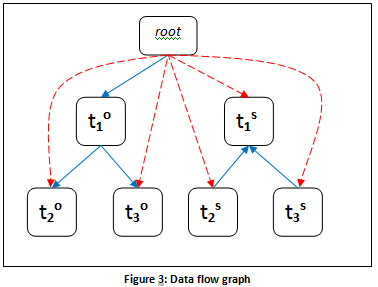 root
t₁ᵒ
t₁ˢ
t₂ᵒ
t₃ᵒ
t₂ˢ
t₃ˢ
Figure 3: Data flow graph